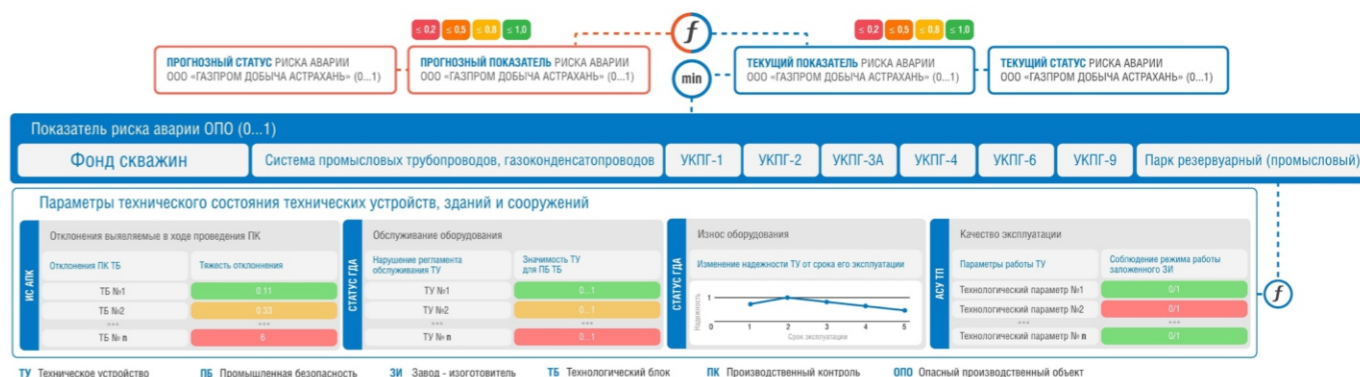 ≤ 0,2 ≤ 0,5 ≤ 0,8 ≤ 1,0
f
≤ 0,2 ≤ 0,5 ≤ 0,8 ≤ 1,0
ПРОГНОЗНЫЙ СТАТУС РИСКА АВАРИИ
ООО «ГАЗПРОМ ДОБЫЧА АСТРАХАНЬ» (0...1)
ПРОГНОЗНЫЙ ПОКАЗАТЕЛЬ РИСКА АВАРИИ
ООО «ГАЗПРОМ ДОБЫЧА АСТРАХАНЬ» (0...1)
min
ТЕКУЩИЙ ПОКАЗАТЕЛЬ РИСКА АВАРИИ
ООО «ГАЗПРОМ ДОБЫЧА АСТРАХАНЬ» (0...1)
ТЕКУЩИЙ СТАТУС РИСКА АВАРИИ
ООО «ГАЗПРОМ ДОБЫЧА АСТРАХАНЬ» (0...1)
Показатель риска аварии ОПО (0...1)
Фонд скважин
Система промысловых трубопроводов, газоконденсатопроводов
УКПГ-1
УКПГ-2
УКПГ-3А
УКПГ-4
УКПГ-6
УКПГ-9
Парк резервуарный (промысловый)
Параметры технического состояния технических устройств, зданий и сооружений
ИС АПК
Отклонения выявляемые в ходе проведения ПК
Отклонения ПК ТБ
Тяжесть отклоннения
ТБ №1
0.11
ТБ №2
0.33
***
***
ТБ № n
6
СТАТУС ГДА
Обслуживание оборудования
Нарушение регламента
обслуживания ТУ
Значимость ТУ
для ПБ ТБ
ТУ №1
0...1
ТУ №2
0...1
***
***
ТУ № n
0...1
СТАТУС ГДА
Износ оборудования
Изменение надежности ТУ от срока его эксплуатации
Надежность
1
0 1 2 3 4 5
Срок эксплуатации
АСУ ТП
Качество эксплуатации
Параметры работы ТУ
Соблюдение режима работы
заложенного ЗИ
Технологический параметр №1
0/1
Технологический параметр №2
0/1
***
***
Технологический параметр № n
0/1
f
ТУ Техническое устройство
ПБ Промышленная безопасность
ЗИ Завод - изоготовитель
ТБ Технологический блок
ПК Производственный контроль
ОПО Опасный производственный объект